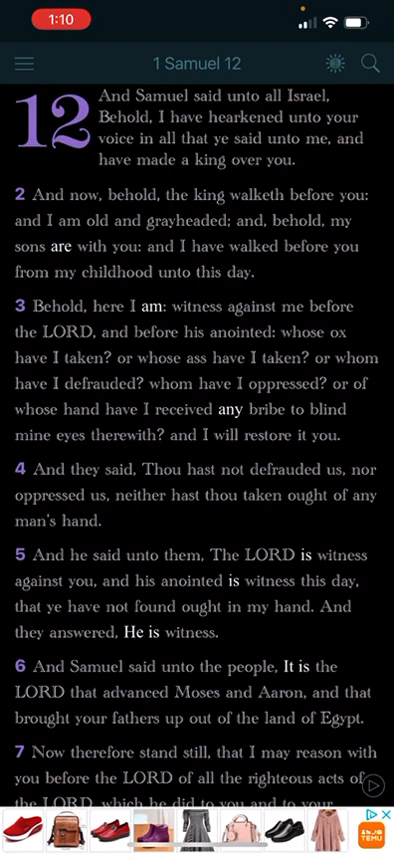 1:10
1 Samuel 12
12 And Samuel said unto all Israel,
Behold, I have hearkened unto your
voice in all that ye said unto me, and
have made a king over you.
2 And now, behold, the king walketh before you:
and I am old and grayheaded; and, behold, my
sons are with you: and I have walked before you
from my childhood unto this day.
3 Behold, here I am: witness against me before
the LORD, and before his anointed: whose ox
have I taken? or whose ass have I taken? or whom
have I defrauded? whom have I oppressed? or of
whose hand have I received any bribe to blind
mine eyes therewith? and I will restore it you.
4 And they said, Thou hast not defrauded us, nor
oppressed us, neither hast thou taken ought of any
man's hand.
5 And he said unto them, The LORD is witness
against you, and his anointed is witness this day,
that ye have not found ought in my hand. And
they answered, He is witness.
6 And Samuel said unto the people, It is the
LORD that advanced Moses and Aaron, and that
brought your fathers up out of the land of Egypt.
7 Now therefore stand still, that I may reason with
you before the LORD of all the righteous acts of
the LORD, which he did to you and to your
TEMU